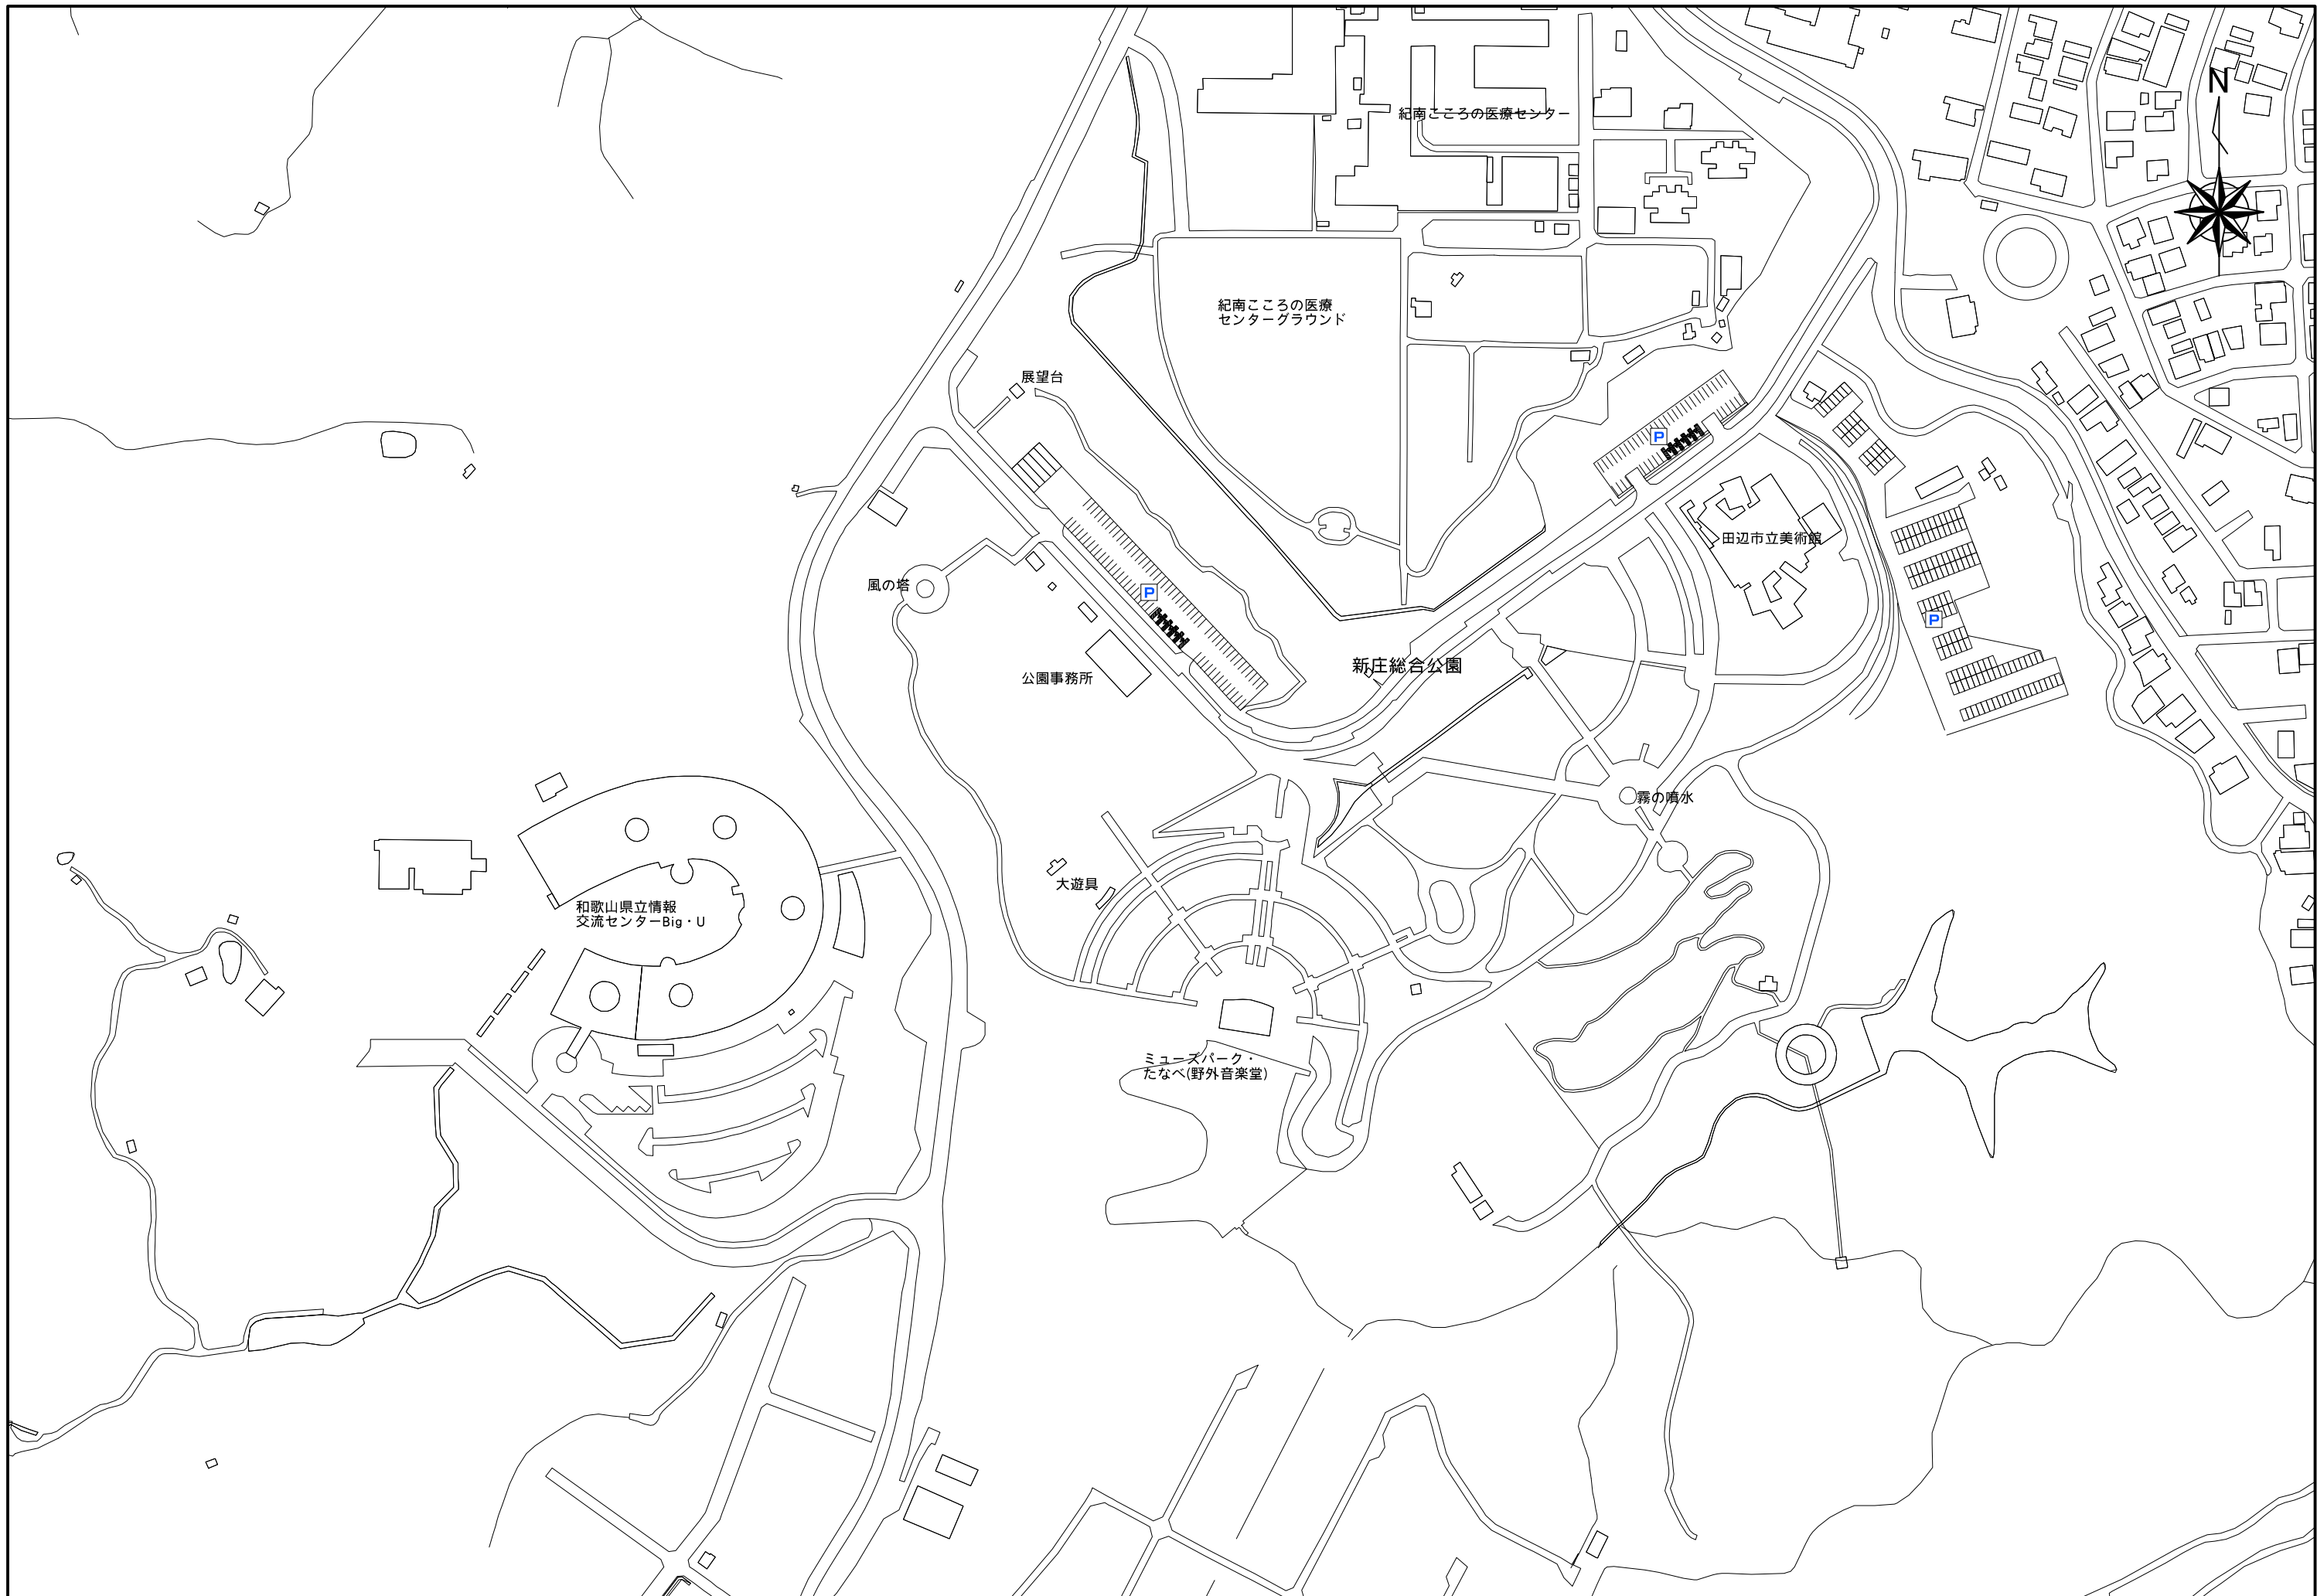 N
紀南こころの医療センター
紀南こころの医療
センターグラウンド
展望台
P
田辺市立美術館
風の塔
P
P
新庄総合公園
公園事務所
霧の噴水
大遊具
和歌山県立情報
交流センターBig・U
ミューズパーク・
たなべ(野外音楽堂)